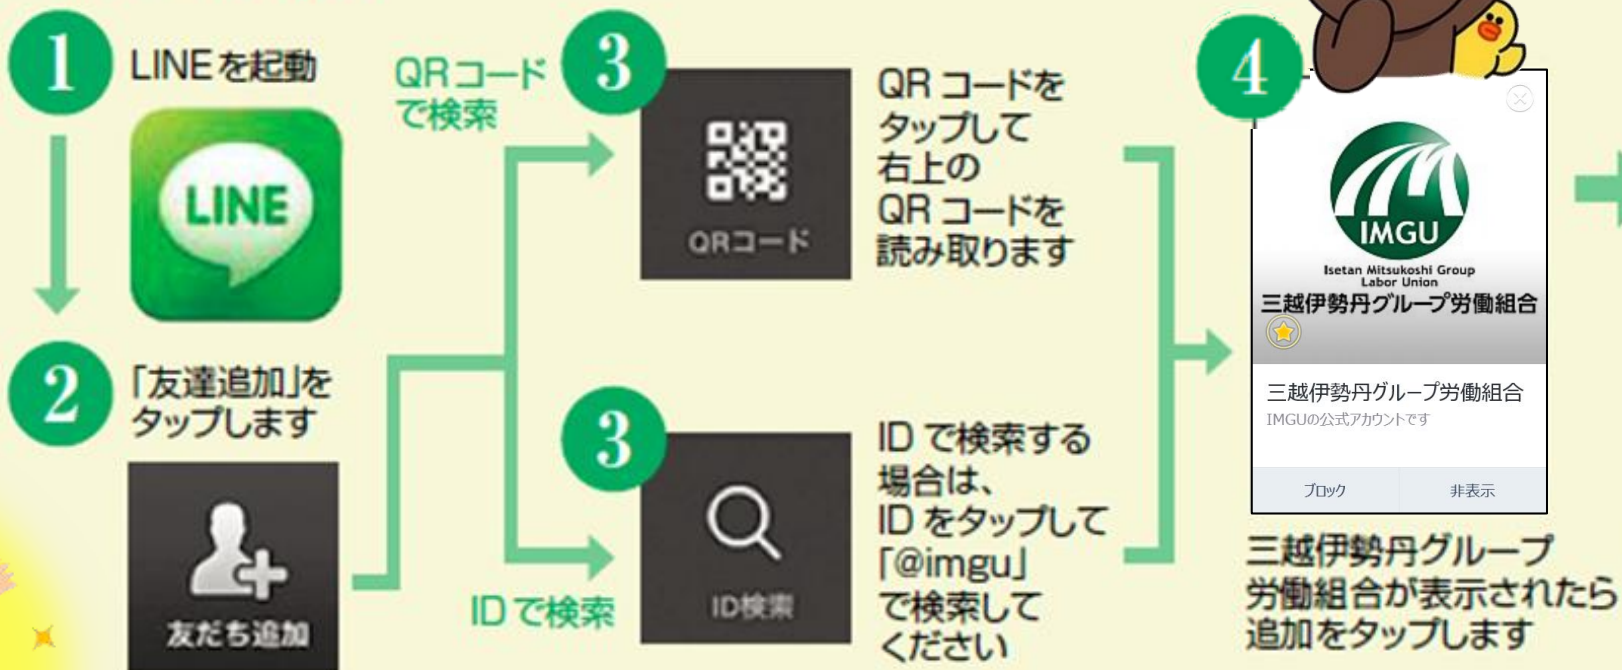 1
LINEを起動
LINE
2
「友達追加」を
タップします
友だち追加
QRコード
で検索
3
QRコード
QRコードを
タップして
右上の
QRコードを
読み取ります
IDで検索
3
ID検索
IDで検索する
場合は、
IDをタップして
「@imgu」
で検索して
ください
4
IMGU
Isetan Mitsukoshi Group
Labor Union
三越伊勢丹グループ労働組合
三越伊勢丹グループ労働組合
IMGUの公式アカウントです
ブロック
非表示
三越伊勢丹グループ
労働組合が表示されたら
追加をタップします